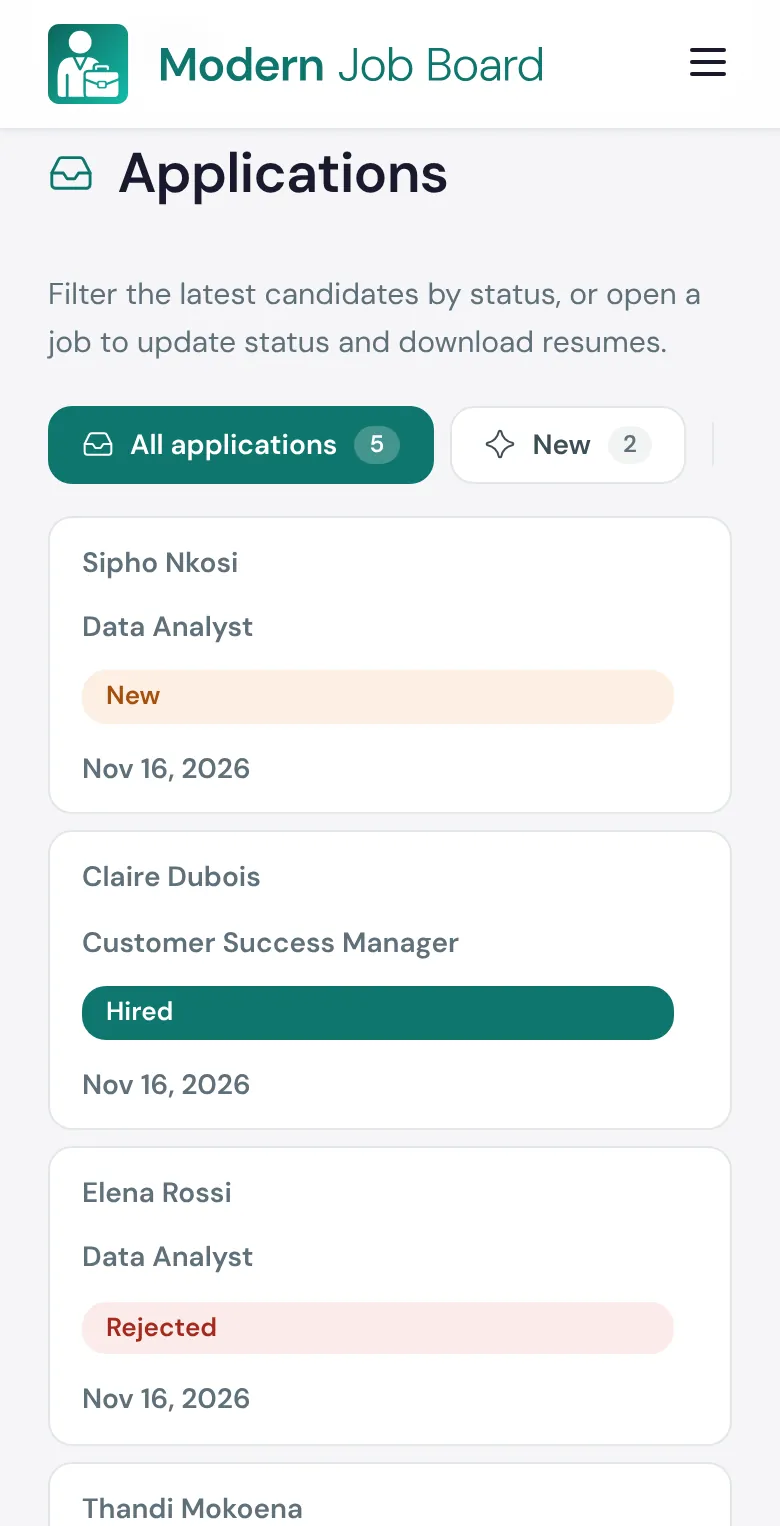 Modern Job Board
Applications
Filter the latest candidates by status, or open a
job to update status and download resumes.
All applications 5
New 2
Sipho Nkosi
Data Analyst
New
Nov 16, 2026
Claire Dubois
Customer Success Manager
Hired
Nov 16, 2026
Elena Rossi
Data Analyst
Rejected
Nov 16, 2026
Thandi Mokoena